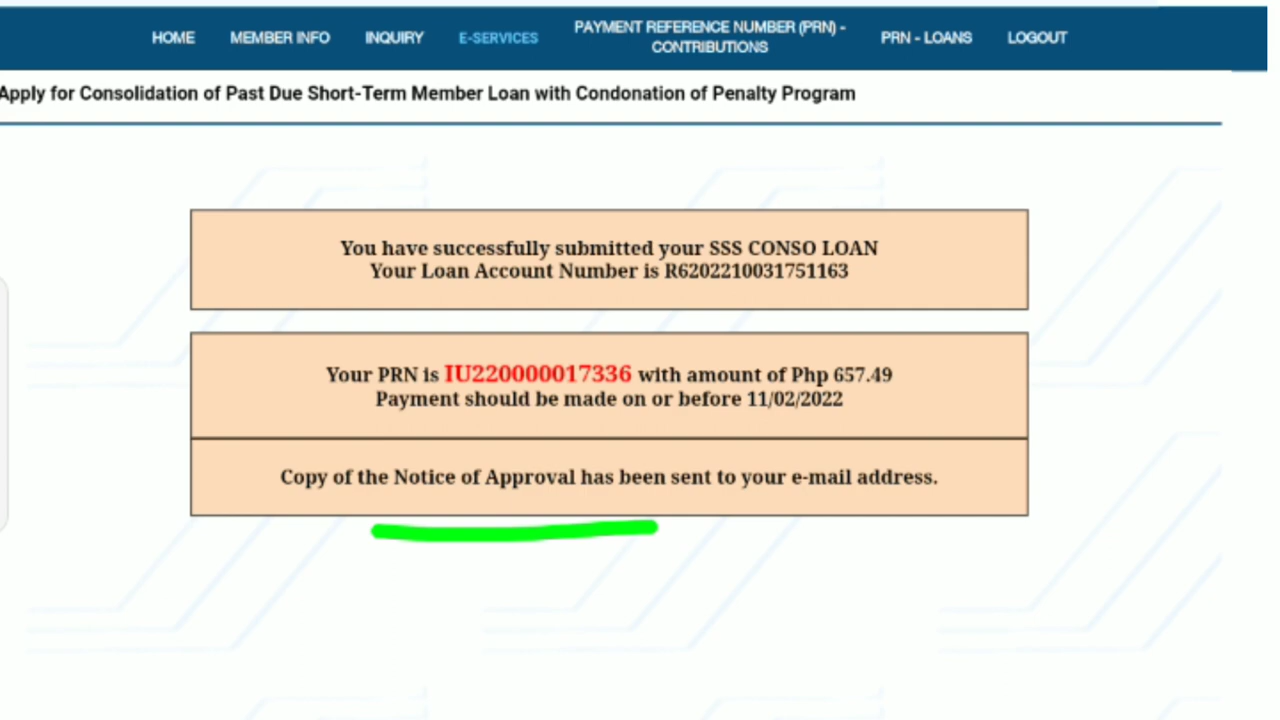 HOME MEMBER INFO INQUIRY E-SERVICES PAYMENT REFERENCE NUMBER (PRN) - CONTRIBUTIONS PRN - LOANS LOGOUT
Apply for Consolidation of Past Due Short-Term Member Loan with Condonation of Penalty Program
You have successfully submitted your SSS CONSO LOAN
Your Loan Account Number is R6202210031751163
Your PRN is IU220000017336 with amount of Php 657.49
Payment should be made on or before 11/02/2022
Copy of the Notice of Approval has been sent to your e-mail address.